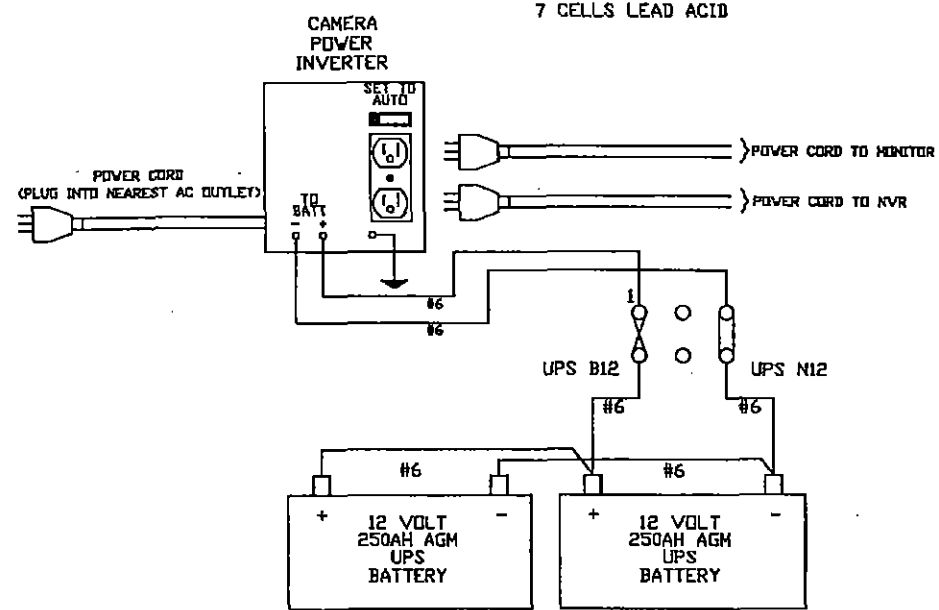 7 CELLS LEAD ACID
CAMERA
POWER
INVERTER
SET TO
AUTO
POWER CORD TO MONITOR
POWER CORD
(PLUG INTO NEAREST AC OUTLET)
TO
BATT
- +
POWER CORD TO NVR
#6
#6
1
UPS B12
UPS N12
#6
#6
#6
#6
+ -
12 VOLT
250AH AGM
UPS
BATTERY
+ -
12 VOLT
250AH AGM
UPS
BATTERY